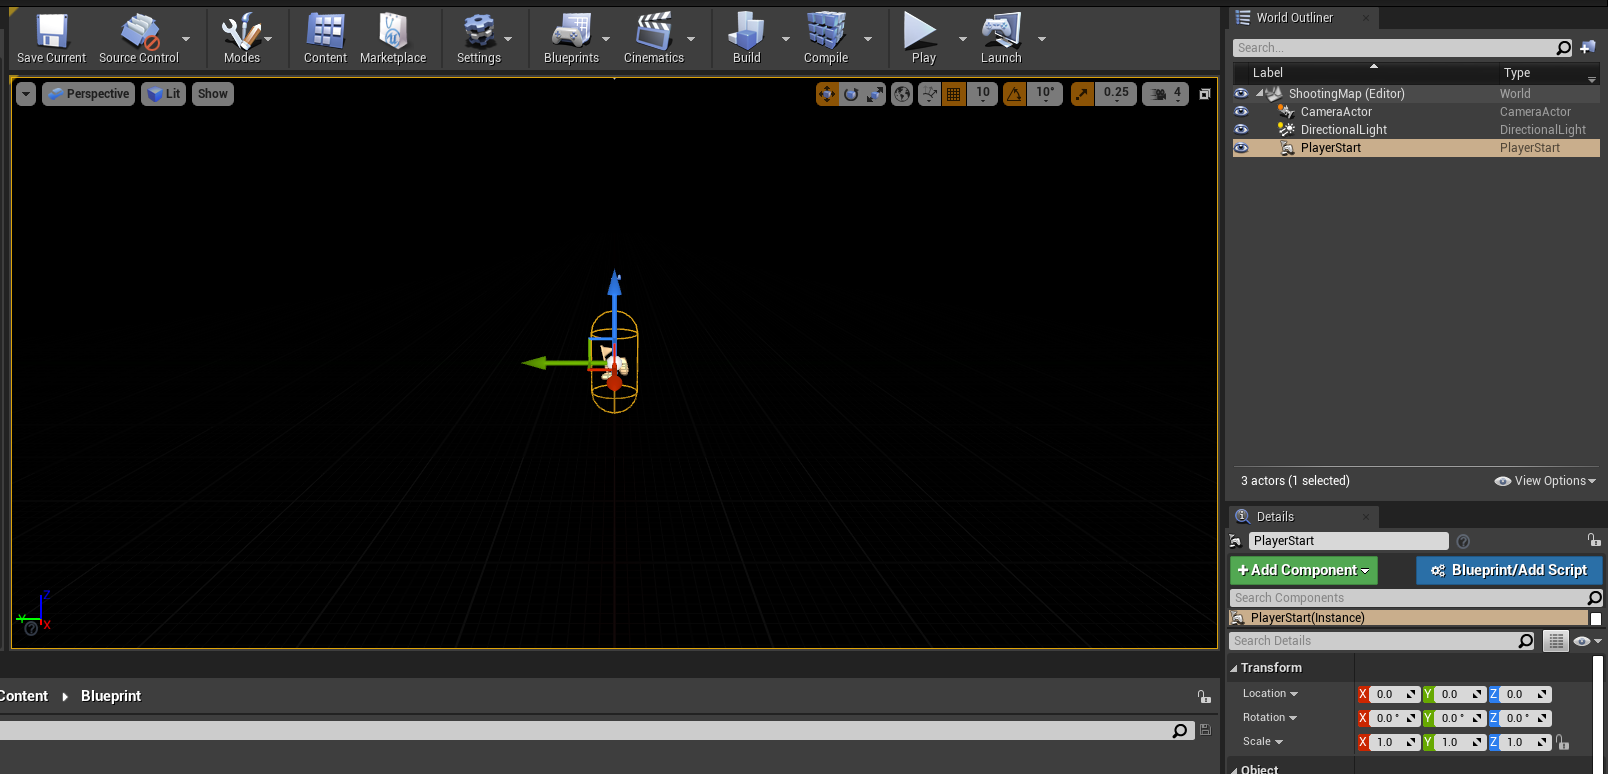 Save Current Source Control Modes Content Marketplace Settings Blueprints Cinematics Build Compile Play Launch
Perspective Lit Show 10 10° 0.25 4
Z
Y
X
Content Blueprint
World Outliner
Search...
Label Type
ShootingMap (Editor) World
CameraActor CameraActor
DirectionalLight DirectionalLight
PlayerStart PlayerStart
3 actors (1 selected) View Options
Details
PlayerStart
+Add Component Blueprint/Add Script
Search Components
PlayerStart(Instance)
Search Details
Transform
Location X 0.0 Y 0.0 Z 0.0
Rotation X 0.0 ° Y 0.0 ° Z 0.0 °
Scale X 1.0 Y 1.0 Z 1.0
Object